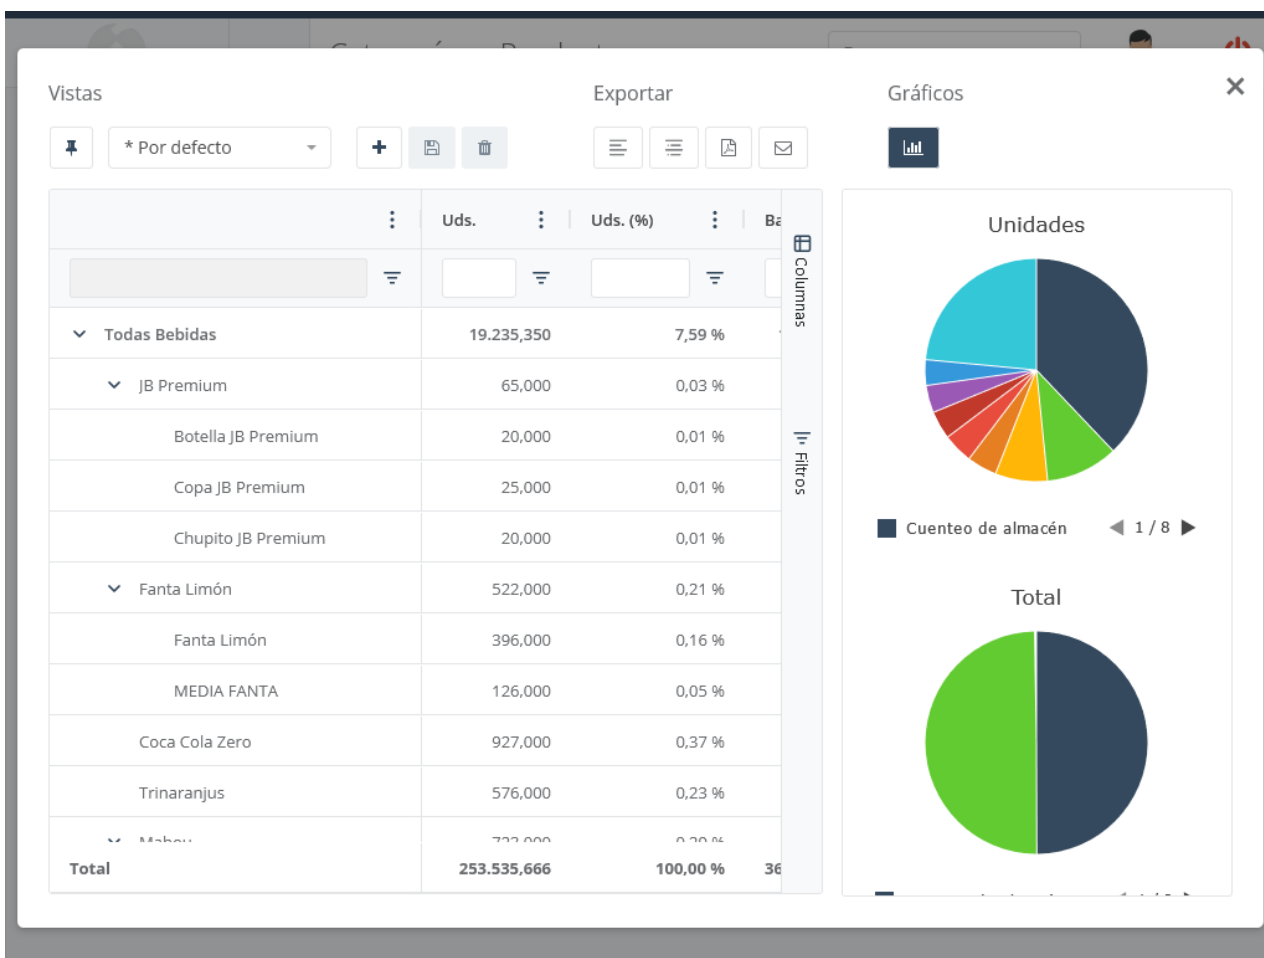 Vistas
Exportar
Gráficos
* Por defecto
Uds.
Uds. (%)
Columnas
Filtros
Todas Bebidas 19.235,350 7,59 %
JB Premium 65,000 0,03 %
Botella JB Premium 20,000 0,01 %
Copa JB Premium 25,000 0,01 %
Chupito JB Premium 20,000 0,01 %
Fanta Limón 522,000 0,21 %
Fanta Limón 396,000 0,16 %
MEDIA FANTA 126,000 0,05 %
Coca Cola Zero 927,000 0,37 %
Trinaranjus 576,000 0,23 %
Total 253.535,666 100,00 % 36
Unidades
Cuenteo de almacén 1 / 8
Total